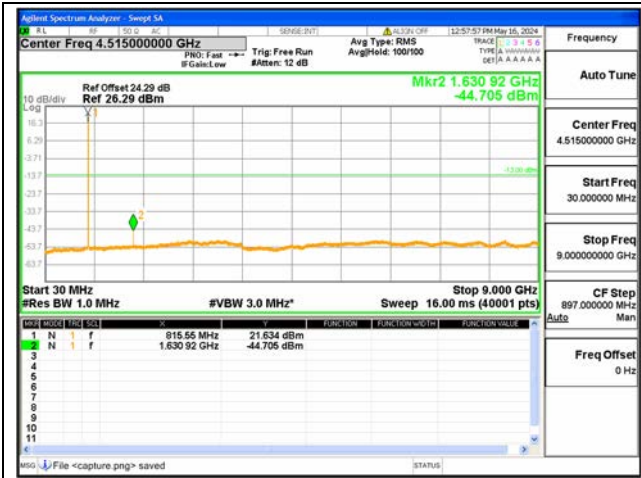 Agilent Spectrum Analyzer - Swept SA
RL RF 50 Ω AC SENSE:INT ALIGN OFF 12:57:57 PM May 16, 2024
Center Freq 4.515000000 GHz
PNO: Fast
IFGain:Low
Trig: Free Run
#Atten: 12 dB
Avg Type: RMS
Avg|Hold: 100/100
TRACE 1 2 3 4 5 6
TYPE A
DET A A A A A A
Frequency
Auto Tune
Mkr2 1.630 92 GHz
-44.705 dBm
Ref Offset 24.29 dB
10 dB/div Ref 26.29 dBm
Log
1
16.3
6.29
-3.71
-13.7
-13.00 dBm
-23.7
-33.7
2
-43.7
-53.7
-63.7
Center Freq
4.515000000 GHz
Start Freq
30.000000 MHz
Stop Freq
9.000000000 GHz
CF Step
897.000000 MHz
Auto Man
Freq Offset
0 Hz
Start 30 MHz Stop 9.000 GHz
#Res BW 1.0 MHz #VBW 3.0 MHz* Sweep 16.00 ms (40001 pts)
MKR MODE TRC SCL X Y FUNCTION FUNCTION WIDTH FUNCTION VALUE
1 N 1 f 815.55 MHz 21.634 dBm
2 N 1 f 1.630 92 GHz -44.705 dBm
3
4
5
6
7
8
9
10
11
MSG File <capture.png> saved STATUS